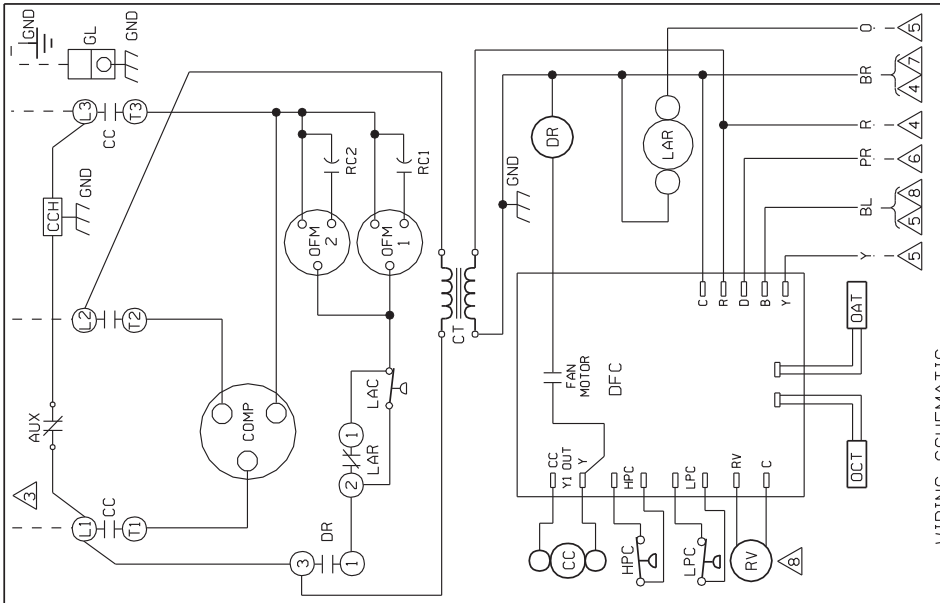 GND
GL
GND
L3
CC
T3
CCH
GND
RC2
RC1
OFM
2
OFM
1
L2
T2
CT
AUX
COMP
LAC
1
LAR
2
3
L1
CC
T1
3
DR
1
GND
DR
LAR
O
5
BR
4
7
R
4
PR
6
BL
5
8
Y
5
C
R
D
B
Y
FAN
MOTOR
DFC
OAT
OCT
CC
Y1 OUT
Y
HPC
LPC
RV
C
CC
HPC
LPC
RV
8
WIRING SCHEMATIC